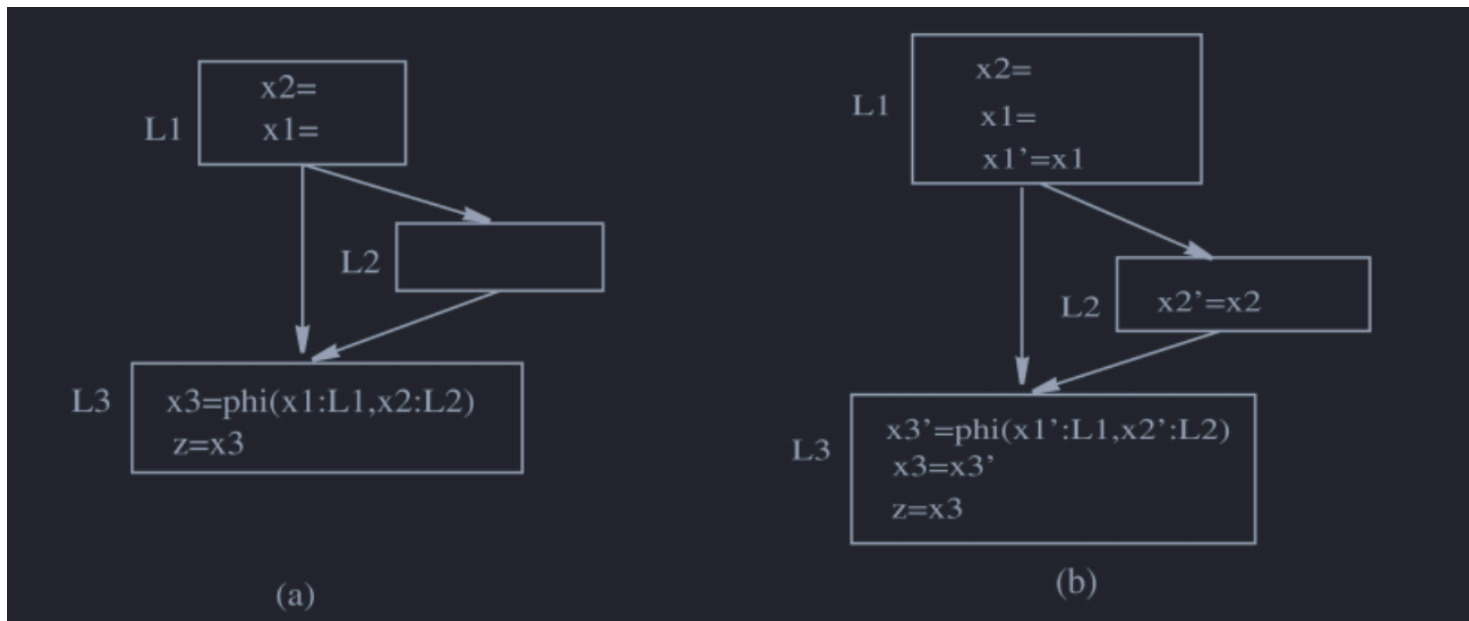 x2=
x1=
L1
L2
L3
x3=phi(x1:L1,x2:L2)
z=x3
(a)
x2=
L1
x1=
x1’=x1
L2
x2’=x2
x3’=phi(x1’:L1,x2’:L2)
L3
x3=x3’
z=x3
(b)